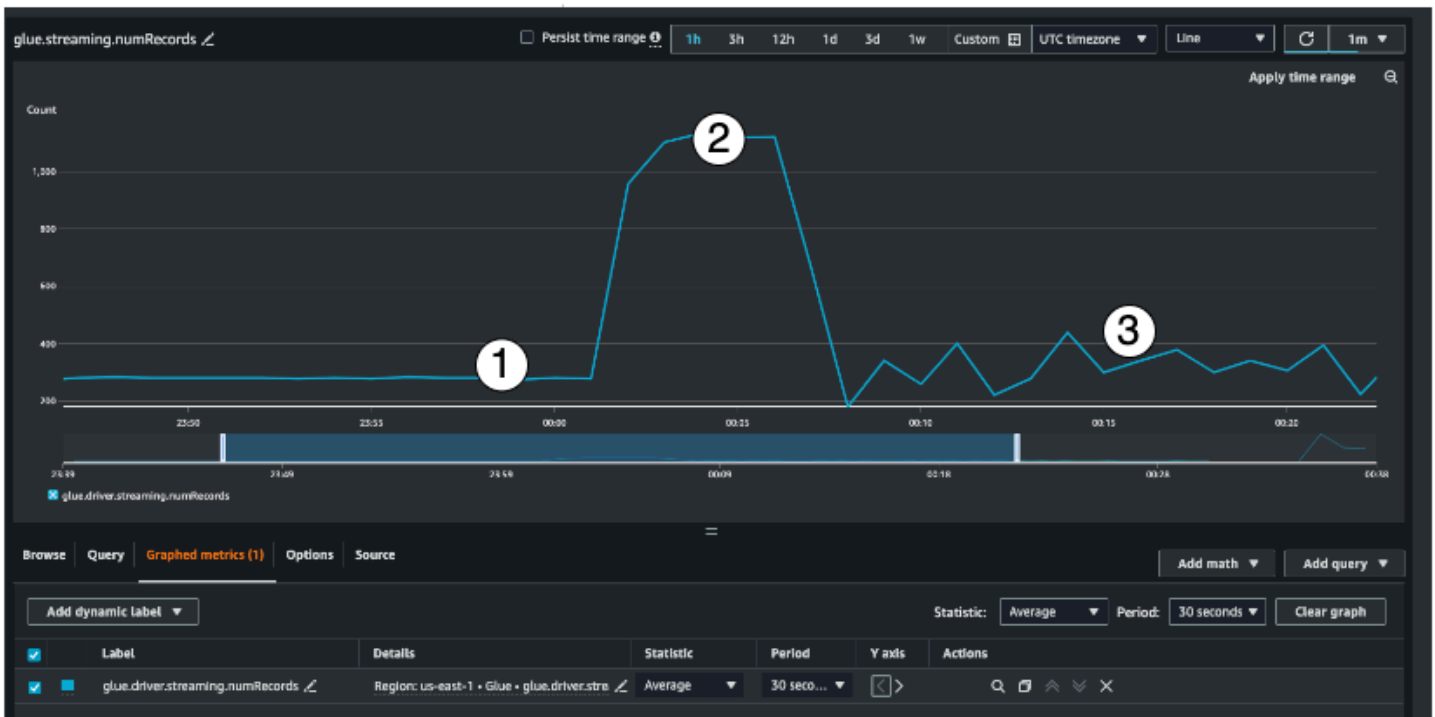 glue.streaming.numRecords
Persist time range 1h 3h 12h 1d 3d 1w Custom UTC timezone Line 1m
Apply time range
Count
1,000
800
600
400
200
1
2
3
23:50 23:55 00:00 00:05 00:10 00:15 00:20
23:39 23:49 23:59 00:09 00:18 00:28 00:38
glue.driver.streaming.numRecords
Browse Query Graphed metrics (1) Options Source
Add math Add query
Add dynamic label Statistic: Average Period: 30 seconds Clear graph
Label Details Statistic Period Y axis Actions
glue.driver.streaming.numRecords Region: us-east-1 • Glue • glue.driver.stre Average 30 seco...